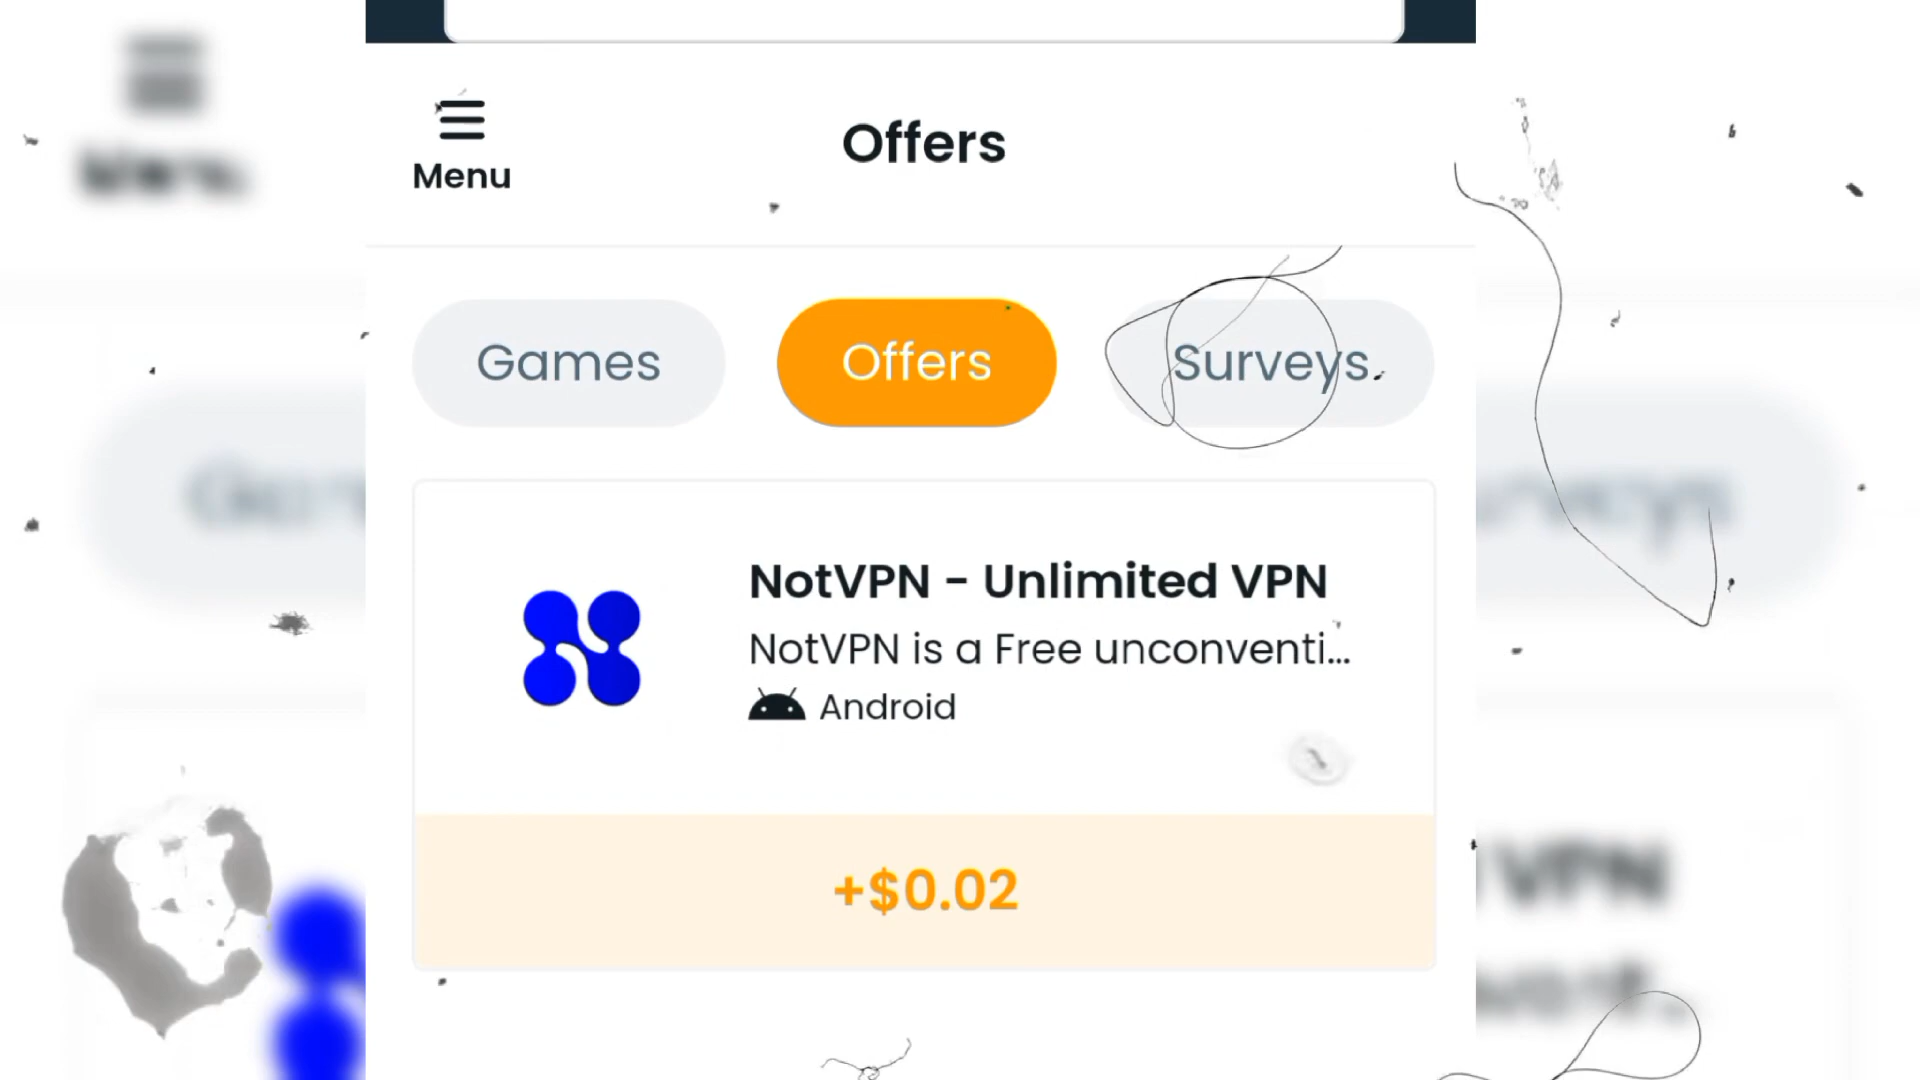 Menu
Offers
Games
Offers
Surveys
NotVPN - Unlimited VPN
NotVPN is a Free unconventi...
Android
+$0.02